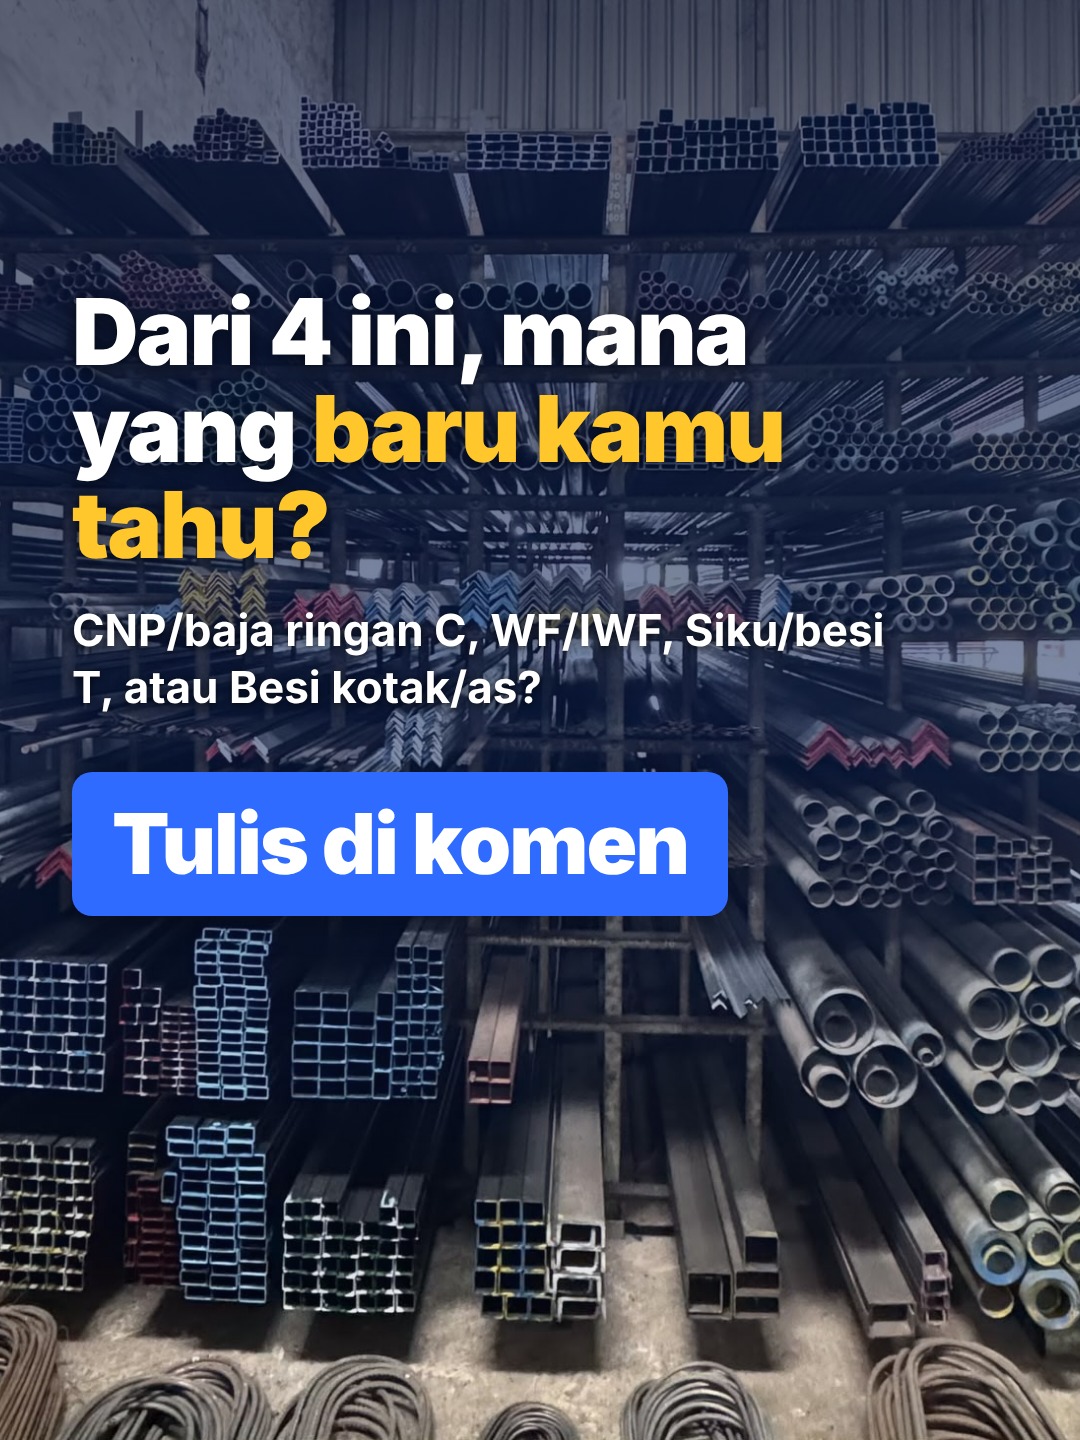 Dari 4 ini, mana
yang baru kamu
tahu?
CNP/baja ringan C, WF/IWF, Siku/besi
T, atau Besi kotak/as?
Tulis di komen